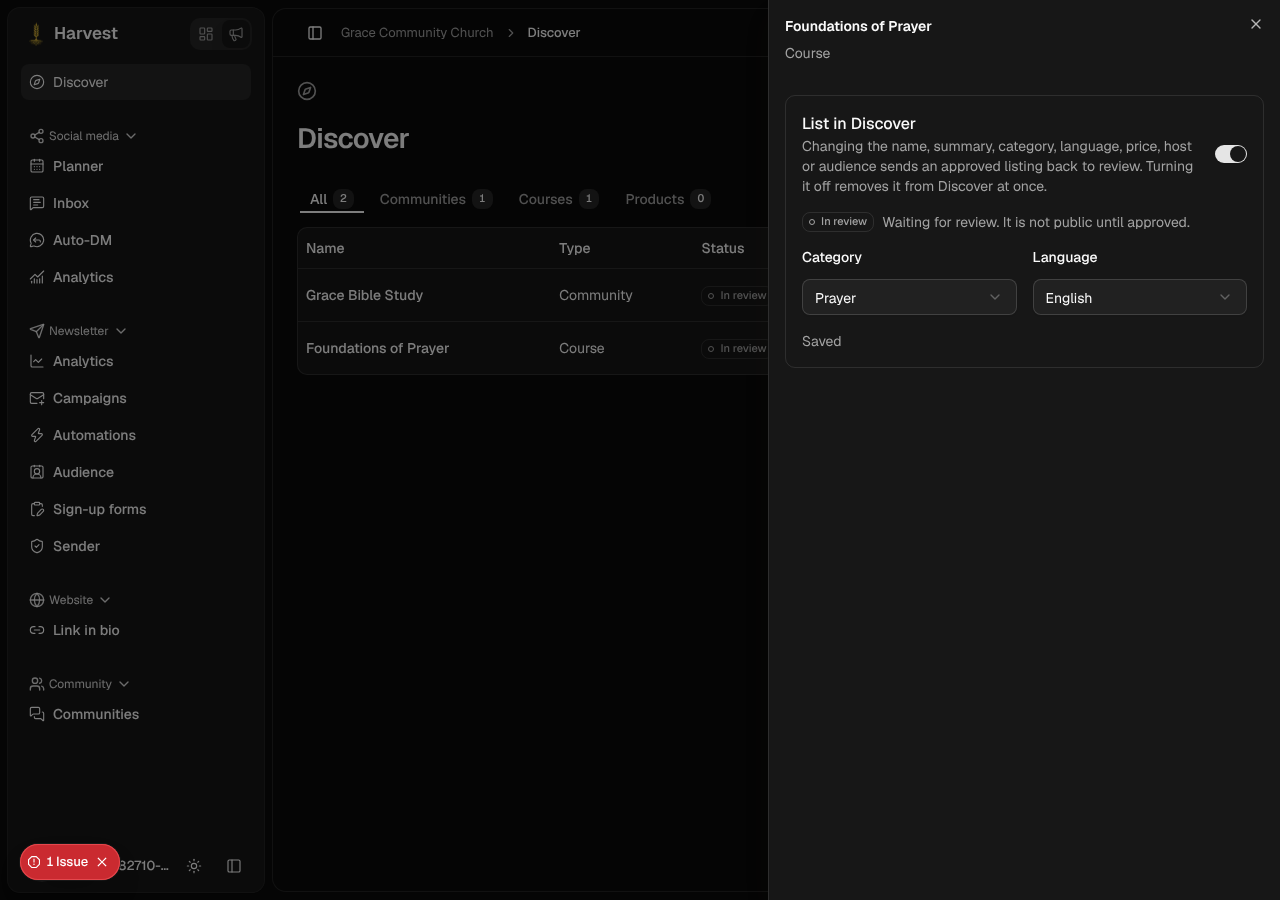 Harvest
Discover
Social media
Planner
Inbox
Auto-DM
Analytics
Newsletter
Analytics
Campaigns
Automations
Audience
Sign-up forms
Sender
Website
Link in bio
Community
Communities
1 Issue
32710-...
Grace Community Church > Discover
Discover
All 2 Communities 1 Courses 1 Products 0
Name Type Status
Grace Bible Study Community In review
Foundations of Prayer Course In review
Foundations of Prayer
Course
List in Discover
Changing the name, summary, category, language, price, host
or audience sends an approved listing back to review. Turning
it off removes it from Discover at once.
In review Waiting for review. It is not public until approved.
Category Language
Prayer English
Saved